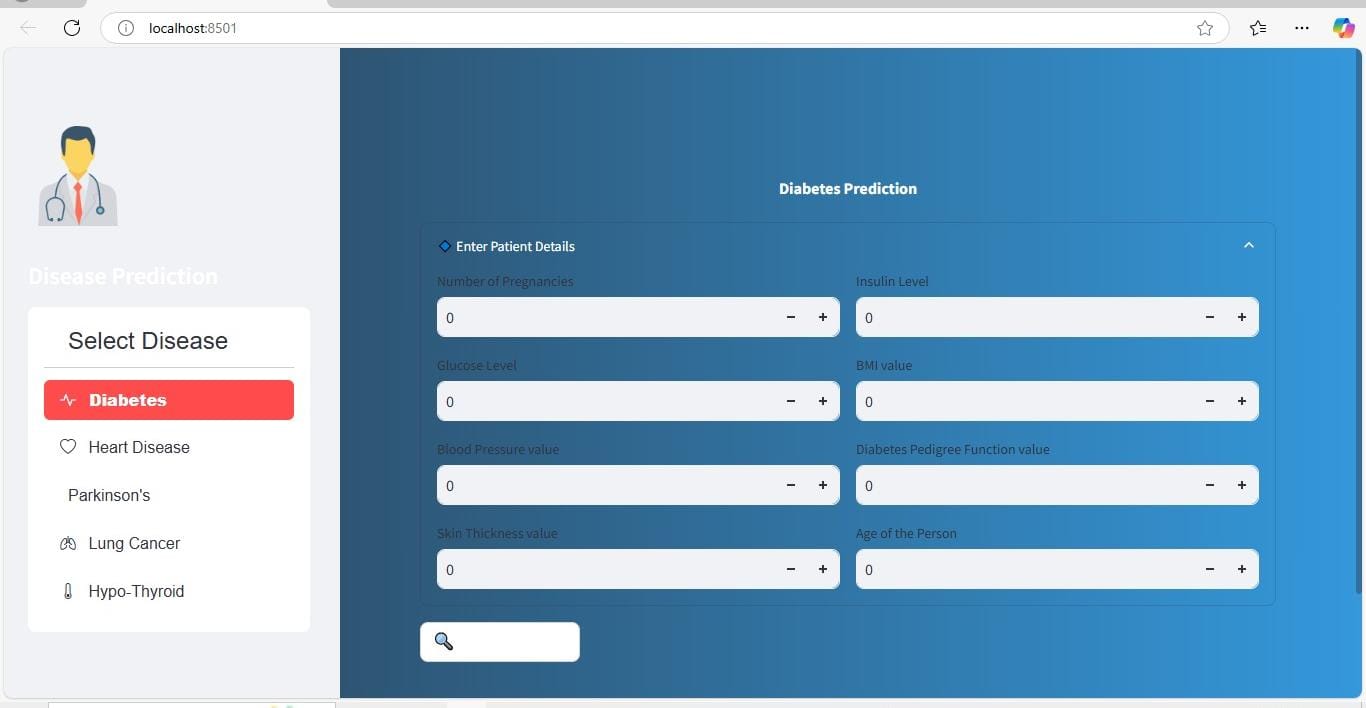 localhost:8501
Disease Prediction
Select Disease
Diabetes
Heart Disease
Parkinson's
Lung Cancer
Hypo-Thyroid
Diabetes Prediction
Enter Patient Details
Number of Pregnancies
0
Insulin Level
0
Glucose Level
0
BMI value
0
Blood Pressure value
0
Diabetes Pedigree Function value
0
Skin Thickness value
0
Age of the Person
0